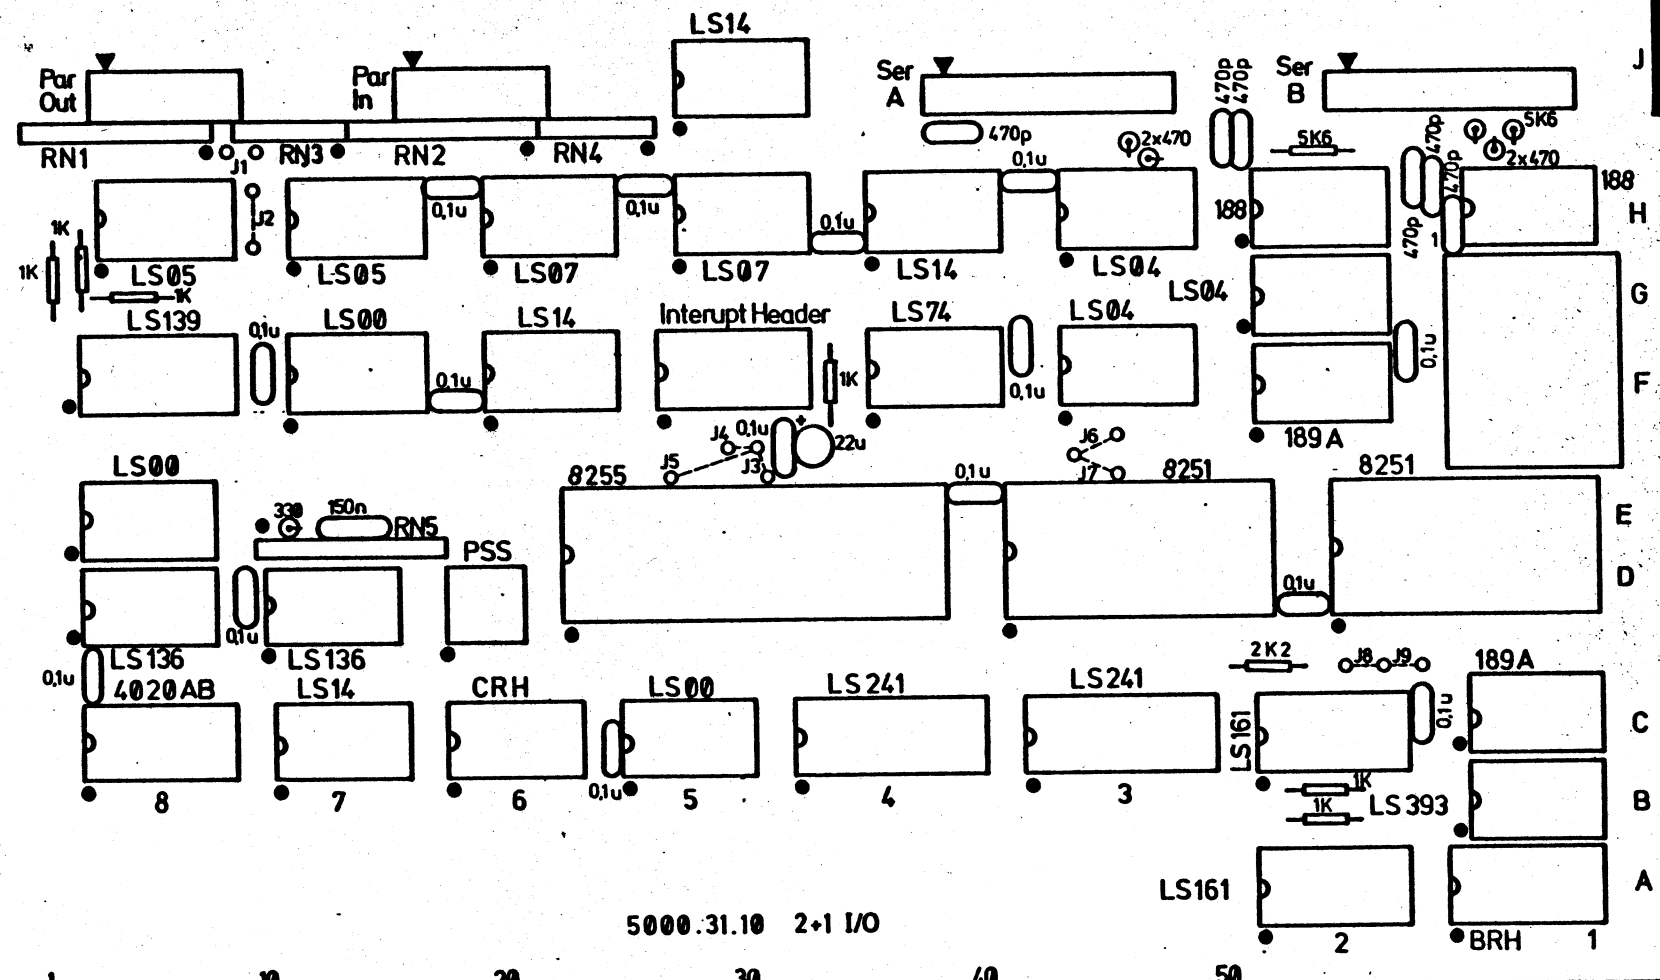 LS14
J
Par Out
Par In
Ser A
470p
470p
Ser B
470p
2x470
5K6
470p
5K6
2x470
RN1
J1
RN3
RN2
RN4
0,1u
470p
188
J2
0,1u
0,1u
0,1u
188
H
1K
1K
470p
1
LS05
LS05
LS07
LS07
LS14
LS04
1K
LS04
G
LS139
0,1u
LS00
LS14
Interupt Header
LS74
LS04
0,1u
0,1u
1K
0,1u
F
J4
0,1u
+
22u
J6
189A
LS00
J5
J3
8255
0,1u
J7
8251
8251
330
150n
RN5
E
PSS
D
0,1u
0,1u
0,1u
LS136
LS136
2K2
J8
J9
189A
4020AB
LS14
CRH
LS00
LS241
LS241
LS161
0,1u
C
0,1u
8
7
6
5
4
3
1K
1K
LS393
B
LS161
A
5000.31.10 2+1 I/O
2
BRH
1
1
10
20
30
40
50